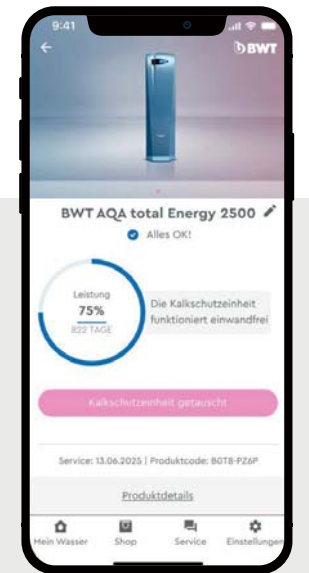 9:41
BWT
BWT AQA total Energy 2500
Alles OK!
Leistung
75%
822 TAGE
Die Kalkschutzeinheit
funktioniert einwandfrei
Kalkschutzeinheit getauscht
Service: 13.06.2025 | Produktcode: BGTB-PZ6P
Produktdetails
Mein Wasser Shop Service Einstellungen